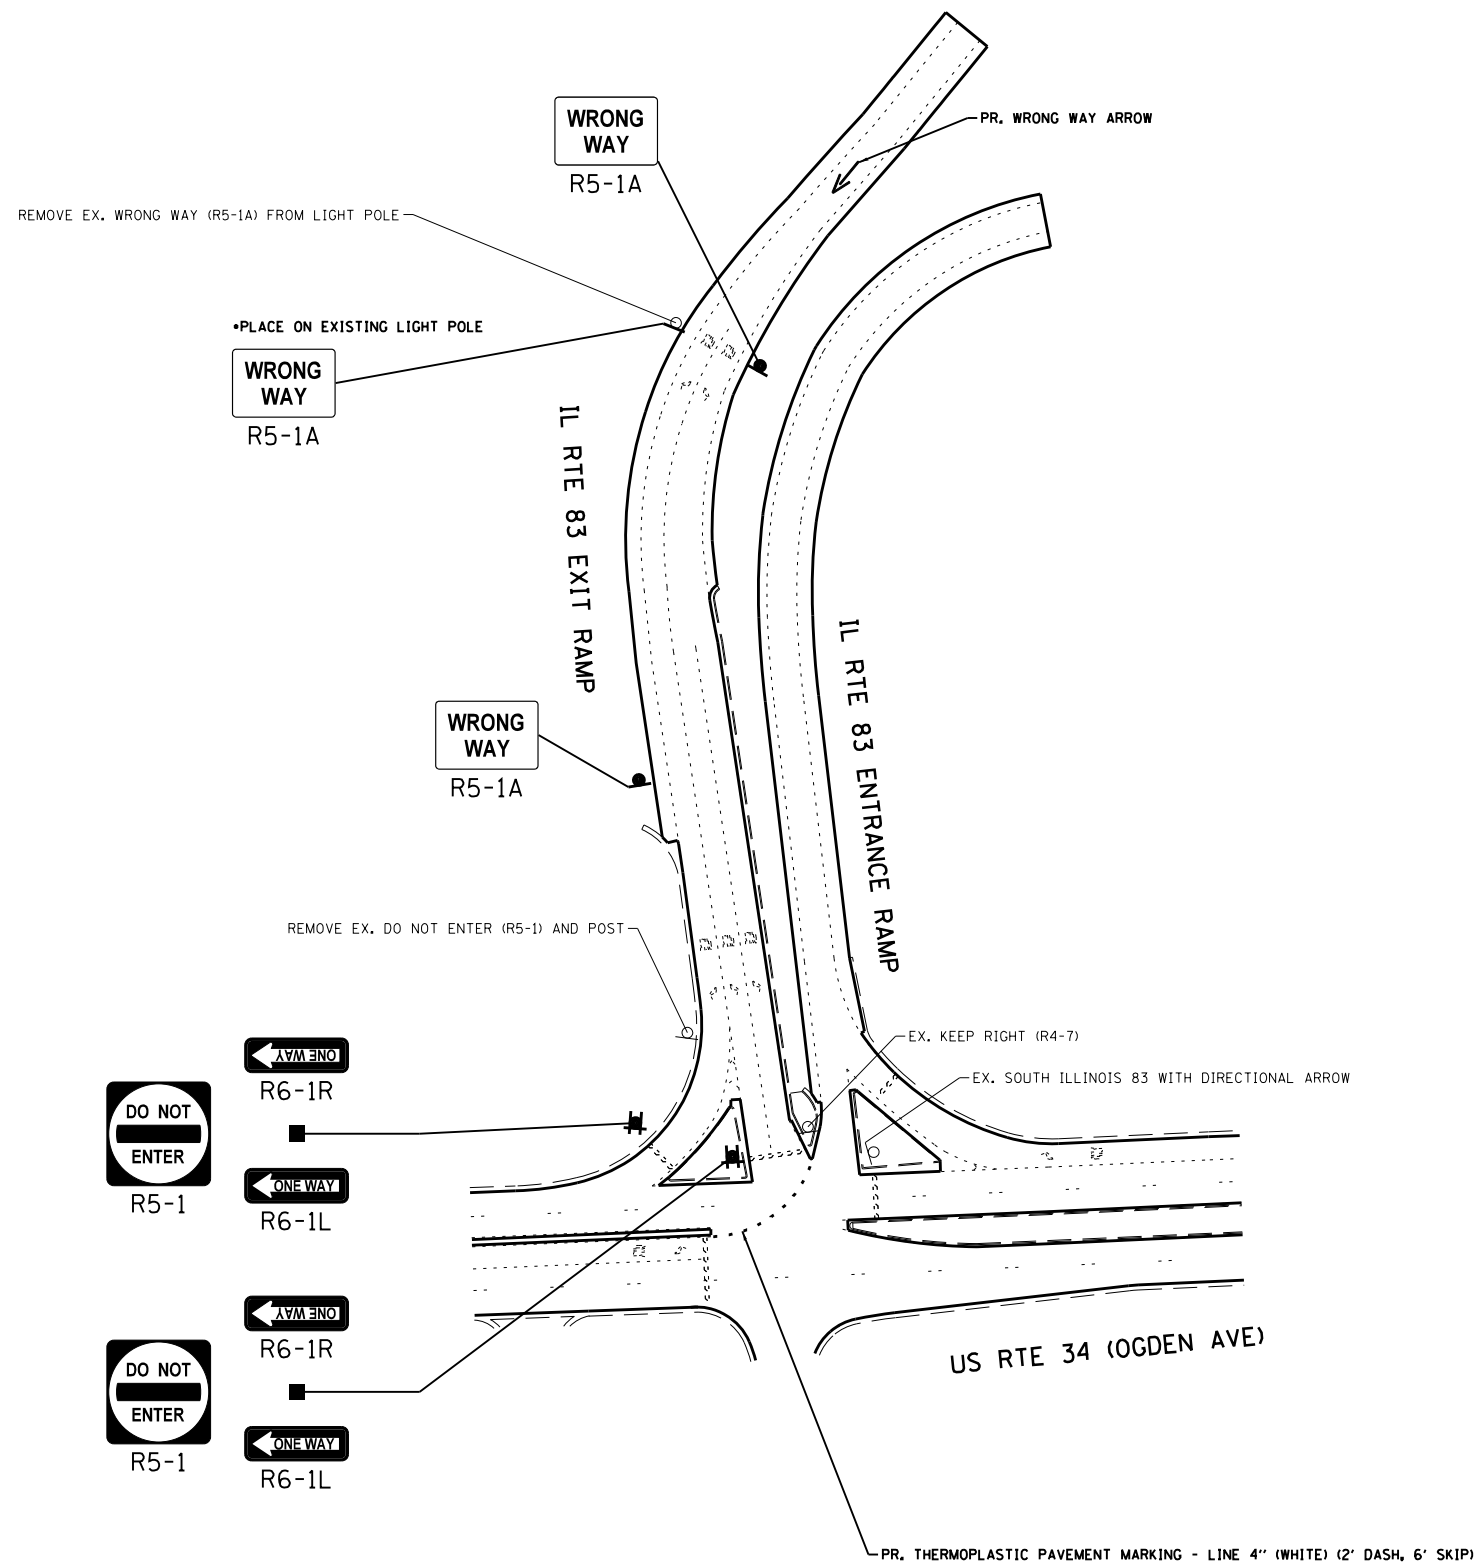 PR. WRONG WAY ARROW
WRONG
WAY
R5-1A
REMOVE EX. WRONG WAY (R5-1A) FROM LIGHT POLE
•PLACE ON EXISTING LIGHT POLE
WRONG
WAY
R5-1A
IL RTE 83 EXIT RAMP
IL RTE 83 ENTRANCE RAMP
WRONG
WAY
R5-1A
REMOVE EX. DO NOT ENTER (R5-1) AND POST
EX. KEEP RIGHT (R4-7)
EX. SOUTH ILLINOIS 83 WITH DIRECTIONAL ARROW
ONE WAY
R6-1R
DO NOT
ENTER
R5-1
ONE WAY
R6-1L
ONE WAY
R6-1R
DO NOT
ENTER
R5-1
ONE WAY
R6-1L
US RTE 34 (OGDEN AVE)
PR. THERMOPLASTIC PAVEMENT MARKING - LINE 4" (WHITE) (2' DASH, 6' SKIP)